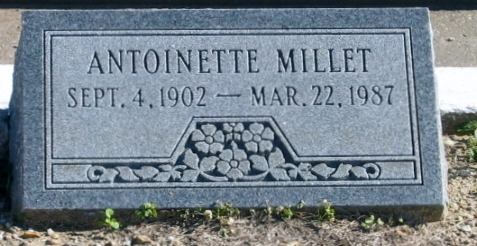 ANTOINETTE MILLET
SEPT. 4, 1902 — MAR. 22, 1987